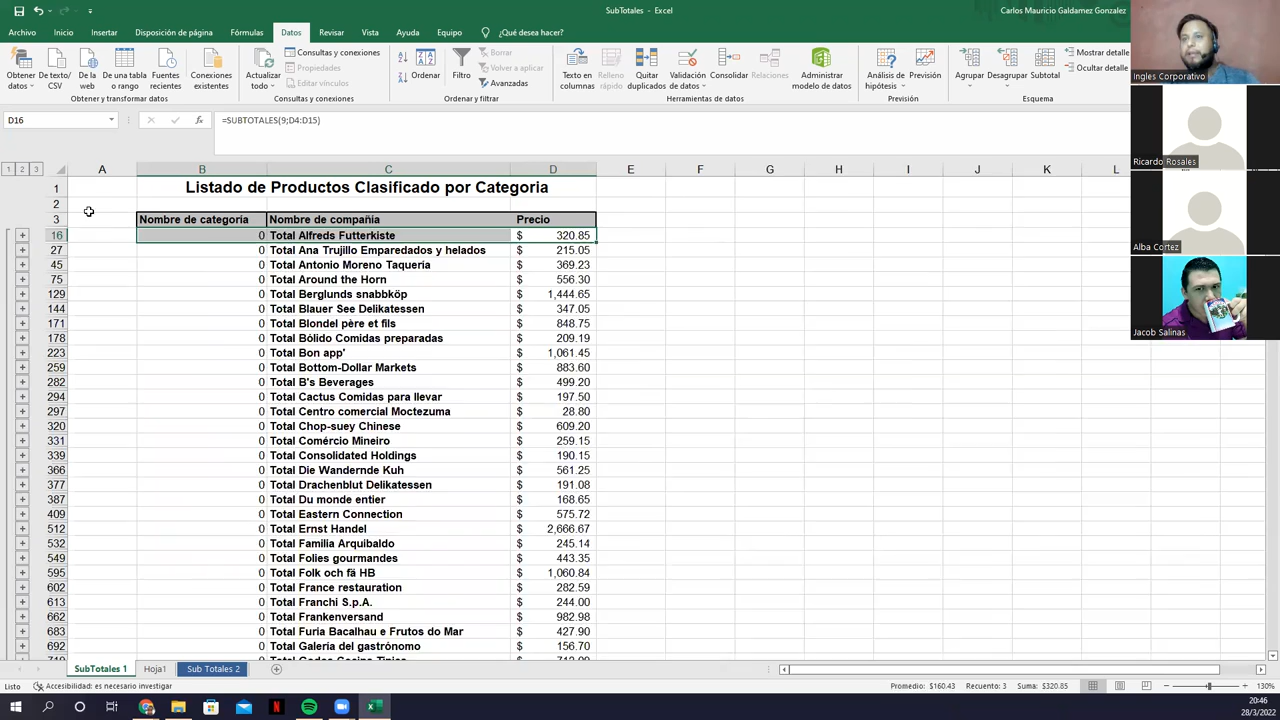 SubTotales - Excel
Carlos Mauricio Galdamez Gonzalez
Archivo Inicio Insertar Disposición de página Fórmulas Datos Revisar Vista Ayuda Equipo ¿Qué desea hacer?
Obtener datos
De texto/CSV
De la web
De una tabla o rango
Fuentes recientes
Conexiones existentes
Obtener y transformar datos
Actualizar todo
Consultas y conexiones
Propiedades
Editar vínculos
Consultas y conexiones
Ordenar
Filtro
Borrar
Volver a aplicar
Avanzadas
Ordenar y filtrar
Texto en columnas
Relleno rápido
Quitar duplicados
Validación de datos
Consolidar
Relaciones
Administrar modelo de datos
Herramientas de datos
Análisis de hipótesis
Previsión
Previsión
Agrupar
Desagrupar
Subtotal
Mostrar detalle
Ocultar detalle
Esquema
D16
fx
=SUBTOTALES(9;D4:D15)
1 2 3
A B C D E F G H I J K L
1 Listado de Productos Clasificado por Categoria
2
3 Nombre de categoría Nombre de compañía Precio
16 0 Total Alfreds Futterkiste $ 320.85
27 0 Total Ana Trujillo Emparedados y helados $ 215.05
45 0 Total Antonio Moreno Taquería $ 369.23
75 0 Total Around the Horn $ 556.30
129 0 Total Berglunds snabbköp $ 1,444.65
144 0 Total Blauer See Delikatessen $ 347.05
171 0 Total Blondel père et fils $ 848.75
178 0 Total Bólido Comidas preparadas $ 209.19
223 0 Total Bon app' $ 1,061.45
259 0 Total Bottom-Dollar Markets $ 883.60
282 0 Total B's Beverages $ 499.20
294 0 Total Cactus Comidas para llevar $ 197.50
297 0 Total Centro comercial Moctezuma $ 28.80
320 0 Total Chop-suey Chinese $ 609.20
331 0 Total Comércio Mineiro $ 259.15
339 0 Total Consolidated Holdings $ 190.15
366 0 Total Die Wandernde Kuh $ 561.25
377 0 Total Drachenblut Delikatessen $ 191.08
387 0 Total Du monde entier $ 168.65
409 0 Total Eastern Connection $ 575.72
512 0 Total Ernst Handel $ 2,666.67
532 0 Total Familia Arquibaldo $ 245.14
549 0 Total Folies gourmandes $ 443.35
595 0 Total Folk och fä HB $ 1,060.84
602 0 Total France restauration $ 282.59
613 0 Total Franchi S.p.A. $ 244.00
662 0 Total Frankenversand $ 982.98
683 0 Total Furia Bacalhau e Frutos do Mar $ 427.90
692 0 Total Galería del gastrónomo $ 156.70
Ingles Corporativo
Ricardo Rosales
Alba Cortez
Jacob Salinas
SubTotales 1 Hoja1 Sub Totales 2
Listo Accesibilidad: es necesario investigar Promedio: $160.43 Recuento: 3 Suma: $320.85 130%
20:46
28/3/2022